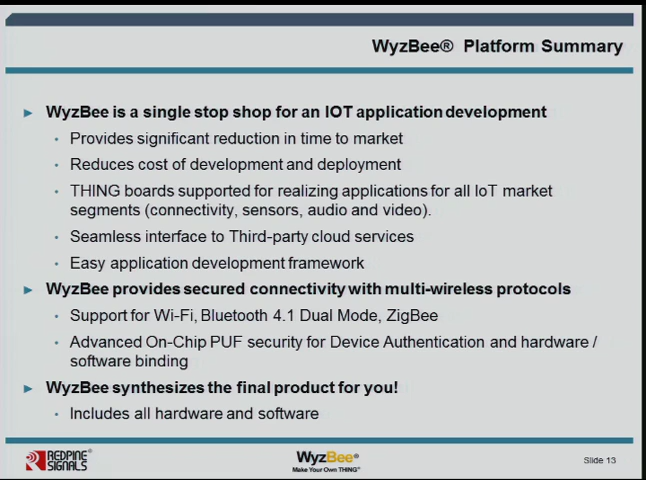 WyzBee® Platform Summary
► WyzBee is a single stop shop for an IOT application development
• Provides significant reduction in time to market
• Reduces cost of development and deployment
• THING boards supported for realizing applications for all IoT market
segments (connectivity, sensors, audio and video).
• Seamless interface to Third-party cloud services
• Easy application development framework
► WyzBee provides secured connectivity with multi-wireless protocols
• Support for Wi-Fi, Bluetooth 4.1 Dual Mode, ZigBee
• Advanced On-Chip PUF security for Device Authentication and hardware /
software binding
► WyzBee synthesizes the final product for you!
• Includes all hardware and software
REDPINE®
SIGNALS
WyzBee®
Make Your Own THING™
Slide 13